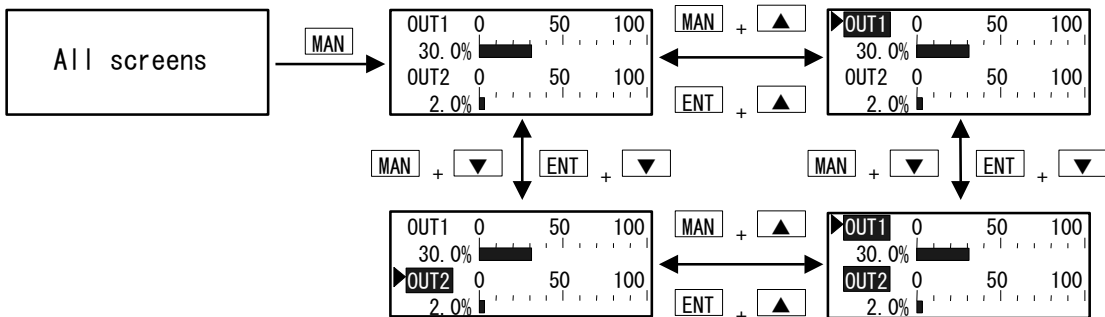 All screens
MAN
OUT1 0 50 100
30.0%
OUT2 0 50 100
2.0%
MAN + ▲
ENT + ▲
▶OUT1 0 50 100
30.0%
OUT2 0 50 100
2.0%
MAN + ▼ ENT + ▼
MAN + ▼ ENT + ▼
OUT1 0 50 100
30.0%
▶OUT2 0 50 100
2.0%
MAN + ▲
ENT + ▲
▶OUT1 0 50 100
30.0%
OUT2 0 50 100
2.0%